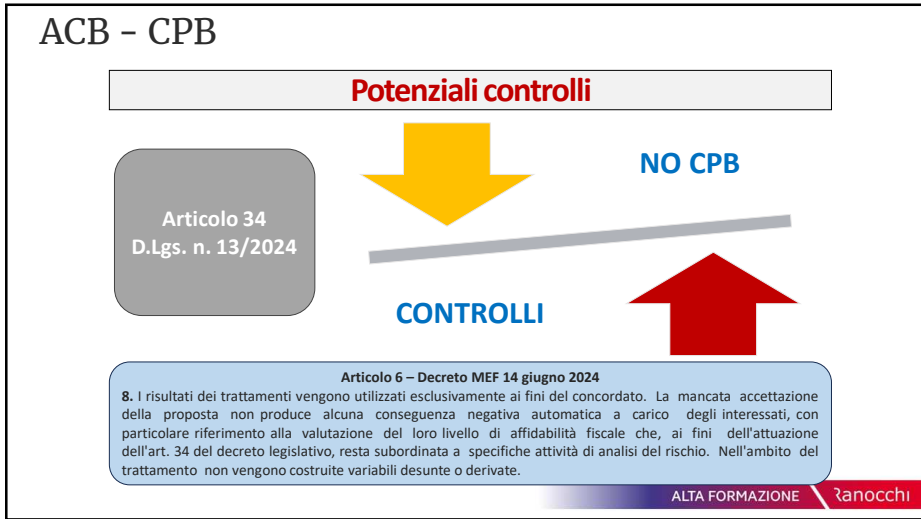 ACB - CPB
Potenziali controlli
NO CPB
Articolo 34
D.Lgs. n. 13/2024
CONTROLLI
Articolo 6 – Decreto MEF 14 giugno 2024
8. I risultati dei trattamenti vengono utilizzati esclusivamente ai fini del concordato. La mancata accettazione
della proposta non produce alcuna conseguenza negativa automatica a carico degli interessati, con
particolare riferimento alla valutazione del loro livello di affidabilità fiscale che, ai fini dell'attuazione
dell'art. 34 del decreto legislativo, resta subordinata a specifiche attività di analisi del rischio. Nell'ambito del
trattamento non vengono costruite variabili desunte o derivate.
ALTA FORMAZIONE Ranocchi